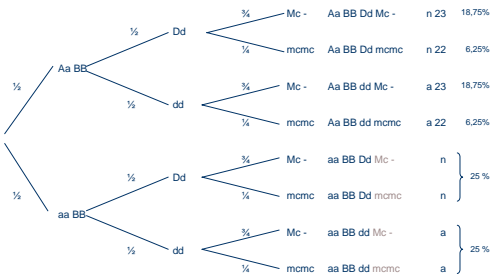 ¾ Mc - Aa BB Dd Mc - n 23 18,75%
½ Dd
¼ mcmc Aa BB Dd mcmc n 22 6,25%
Aa BB
½ ¾ Mc - Aa BB dd Mc - a 23 18,75%
½ dd
¼ mcmc Aa BB dd mcmc a 22 6,25%
¾ Mc - aa BB Dd Mc - n
½ Dd 25 %
½ ¼ mcmc aa BB Dd mcmc n
aa BB
¾ Mc - aa BB dd Mc - a
½ dd 25 %
¼ mcmc aa BB dd mcmc a